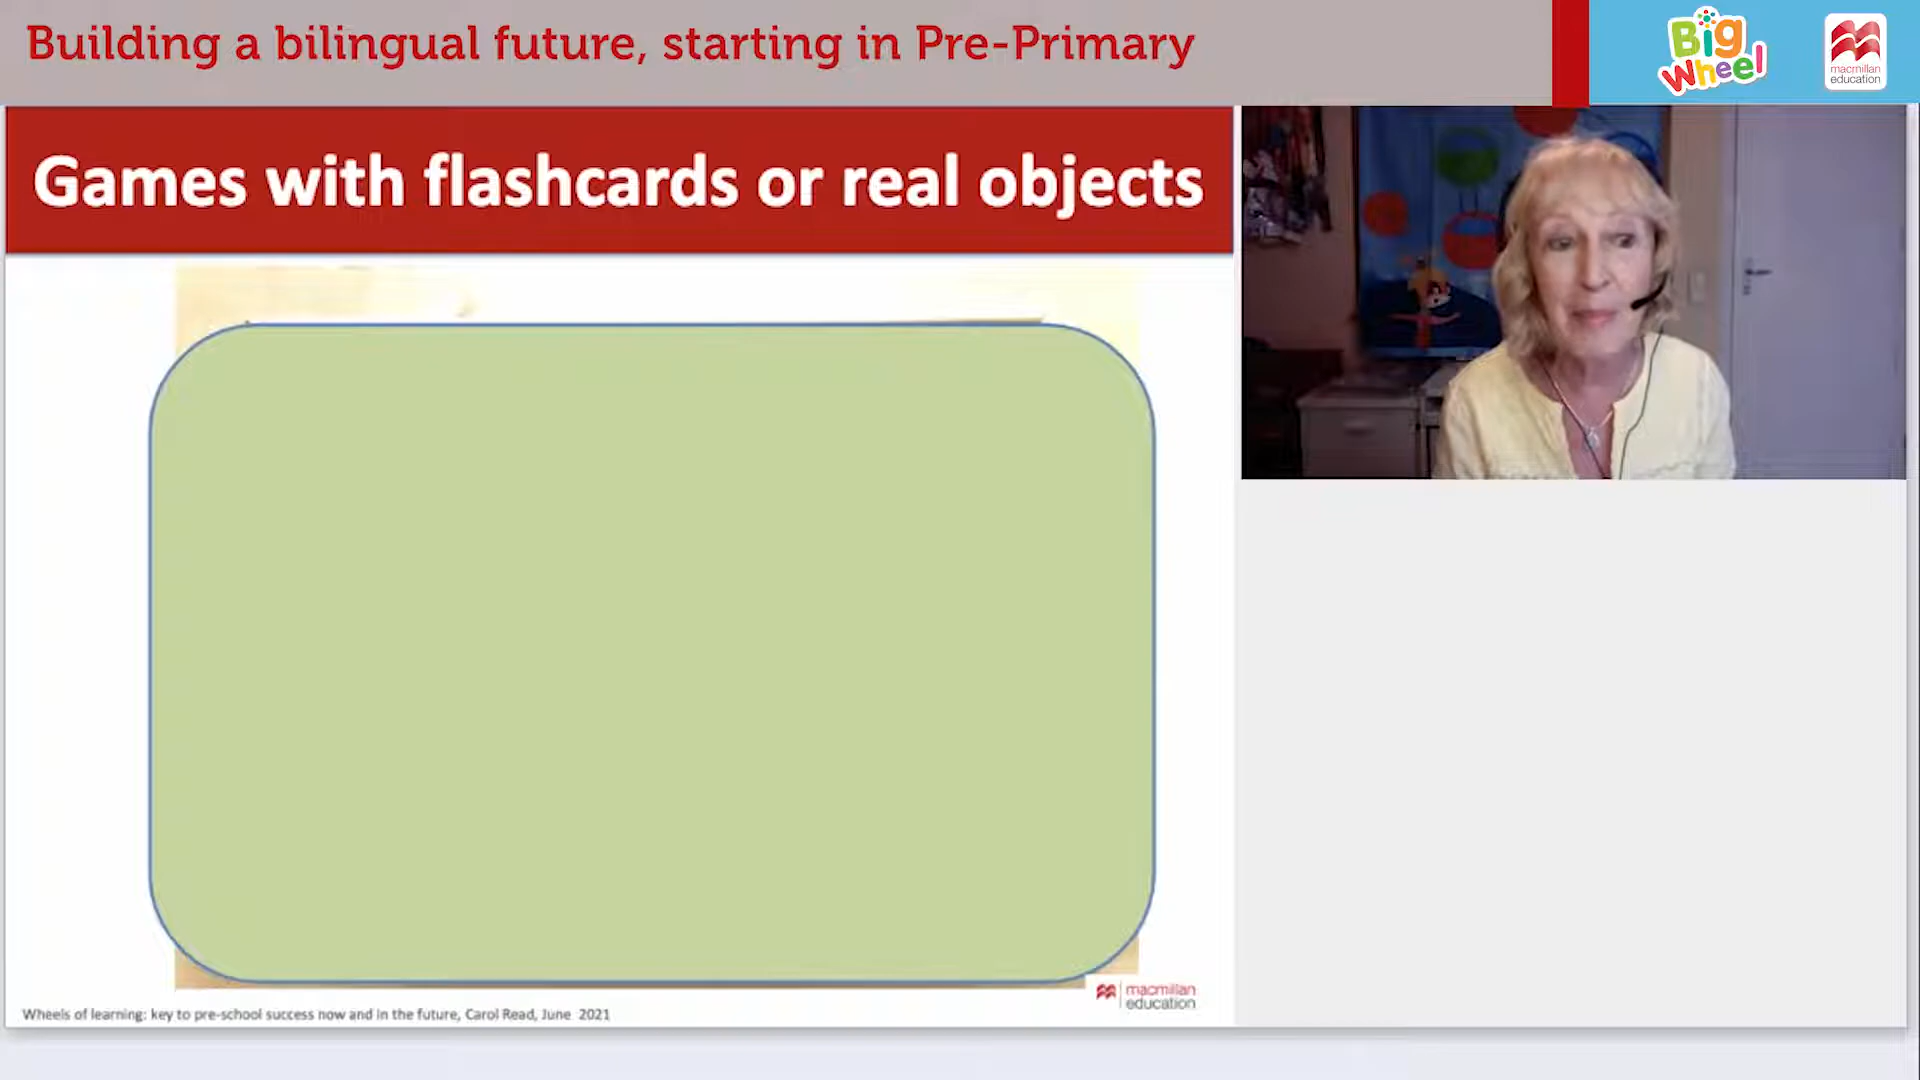 Building a bilingual future, starting in Pre-Primary
Big
Wheel
macmillan
education
Games with flashcards or real objects
macmillan
education
Wheels of learning: key to pre-school success now and in the future, Carol Read, June 2021